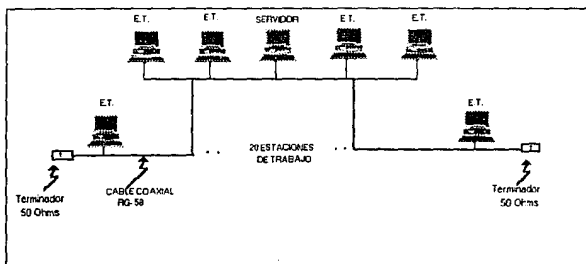 E.T.
E.T.
SERVIDOR
E.T.
E.T.
E.T.
E.T.
20 ESTACIONES
DE TRABAJO
CABLE COAXIAL
RG-58
Terminador
50 Ohms
Terminador
50 Ohms